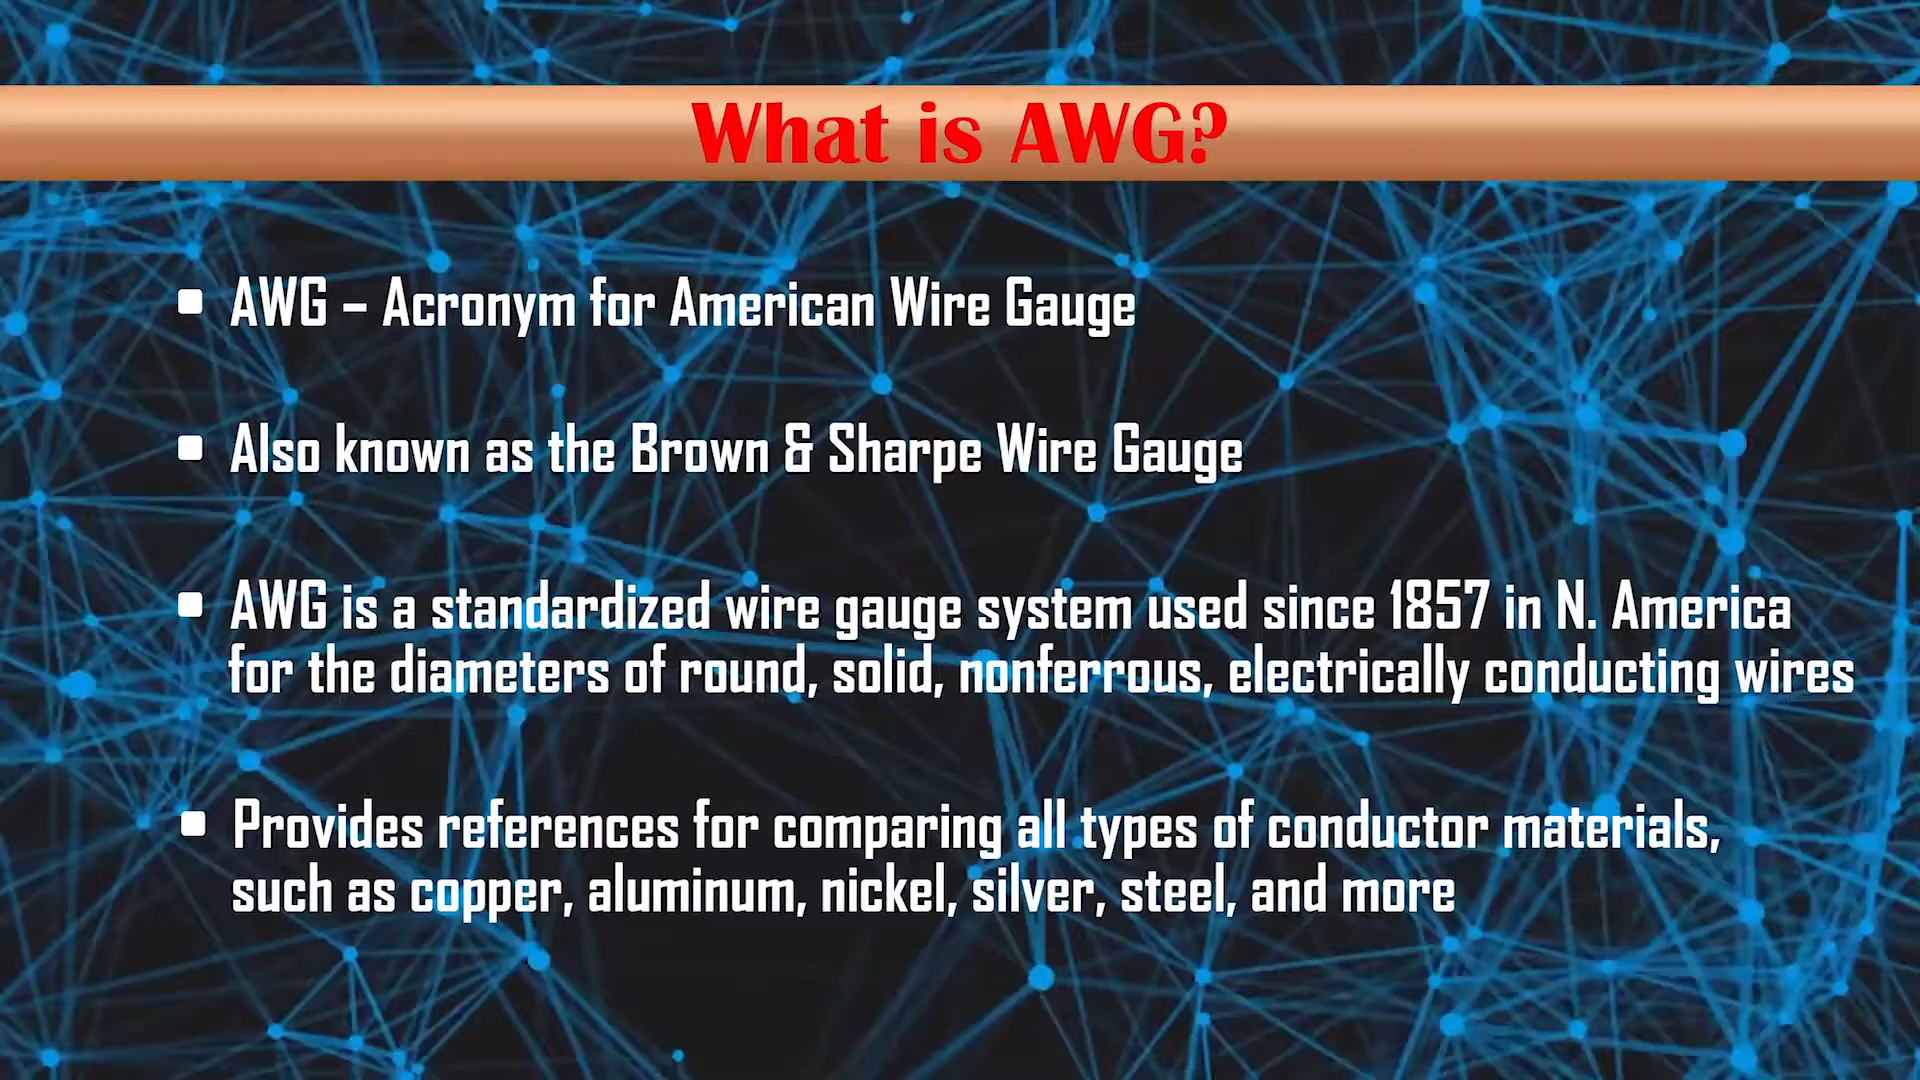 What is AWG?
AWG – Acronym for American Wire Gauge
Also known as the Brown & Sharpe Wire Gauge
AWG is a standardized wire gauge system used since 1857 in N. America
for the diameters of round, solid, nonferrous, electrically conducting wires
Provides references for comparing all types of conductor materials,
such as copper, aluminum, nickel, silver, steel, and more